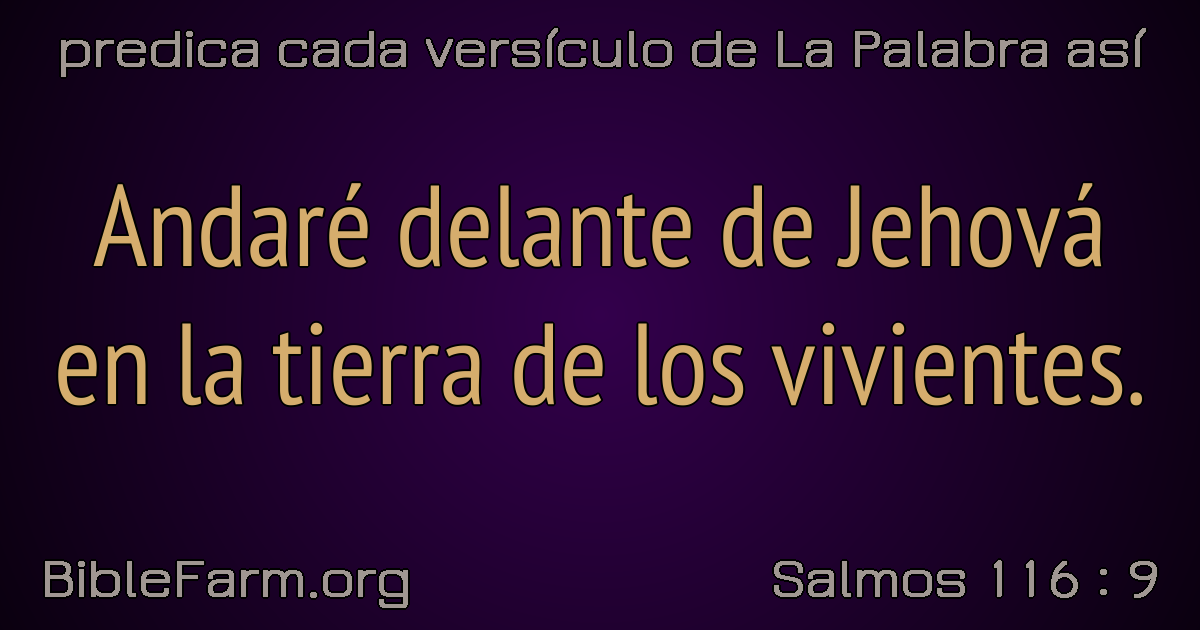 predica cada versículo de La Palabra así
Andaré delante de Jehová
en la tierra de los vivientes.
BibleFarm.org
Salmos 116 : 9